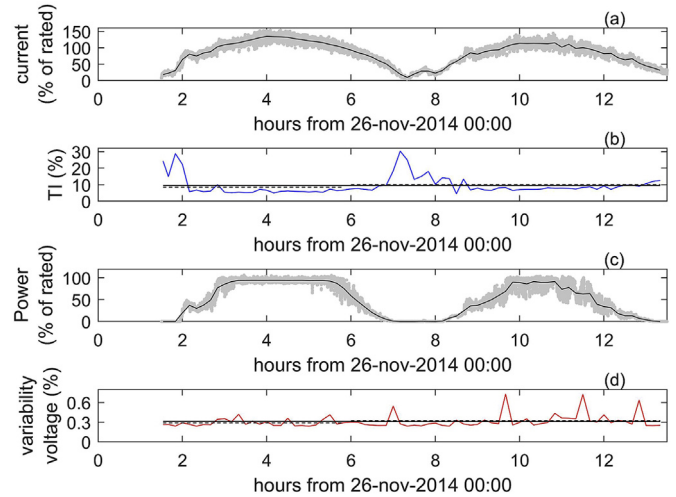 (a)
current
(% of rated)
150
100
50
0
0 2 4 6 8 10 12
hours from 26-nov-2014 00:00
(b)
TI (%)
30
20
10
0
0 2 4 6 8 10 12
hours from 26-nov-2014 00:00
(c)
Power
(% of rated)
100
50
0
0 2 4 6 8 10 12
hours from 26-nov-2014 00:00
(d)
variability
voltage (%)
0.6
0.3
0
0 2 4 6 8 10 12
hours from 26-nov-2014 00:00